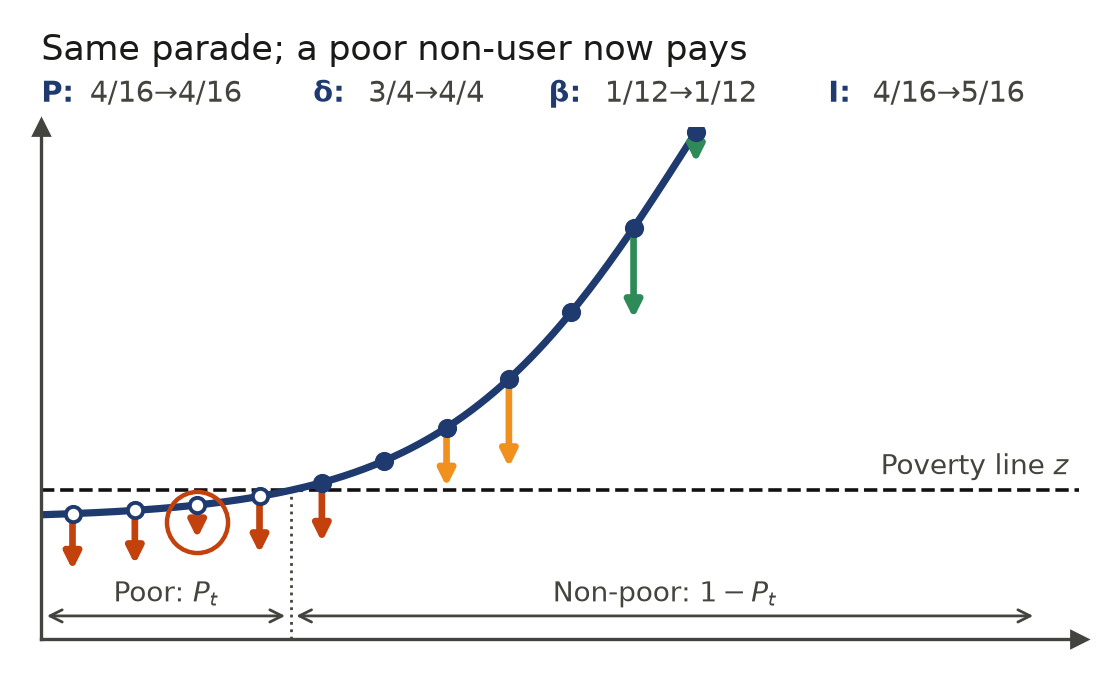 Same parade; a poor non-user now pays
P: 4/16→4/16 δ: 3/4→4/4 β: 1/12→1/12 I: 4/16→5/16
Poverty line z
Poor: Pₜ Non-poor: 1 − Pₜ